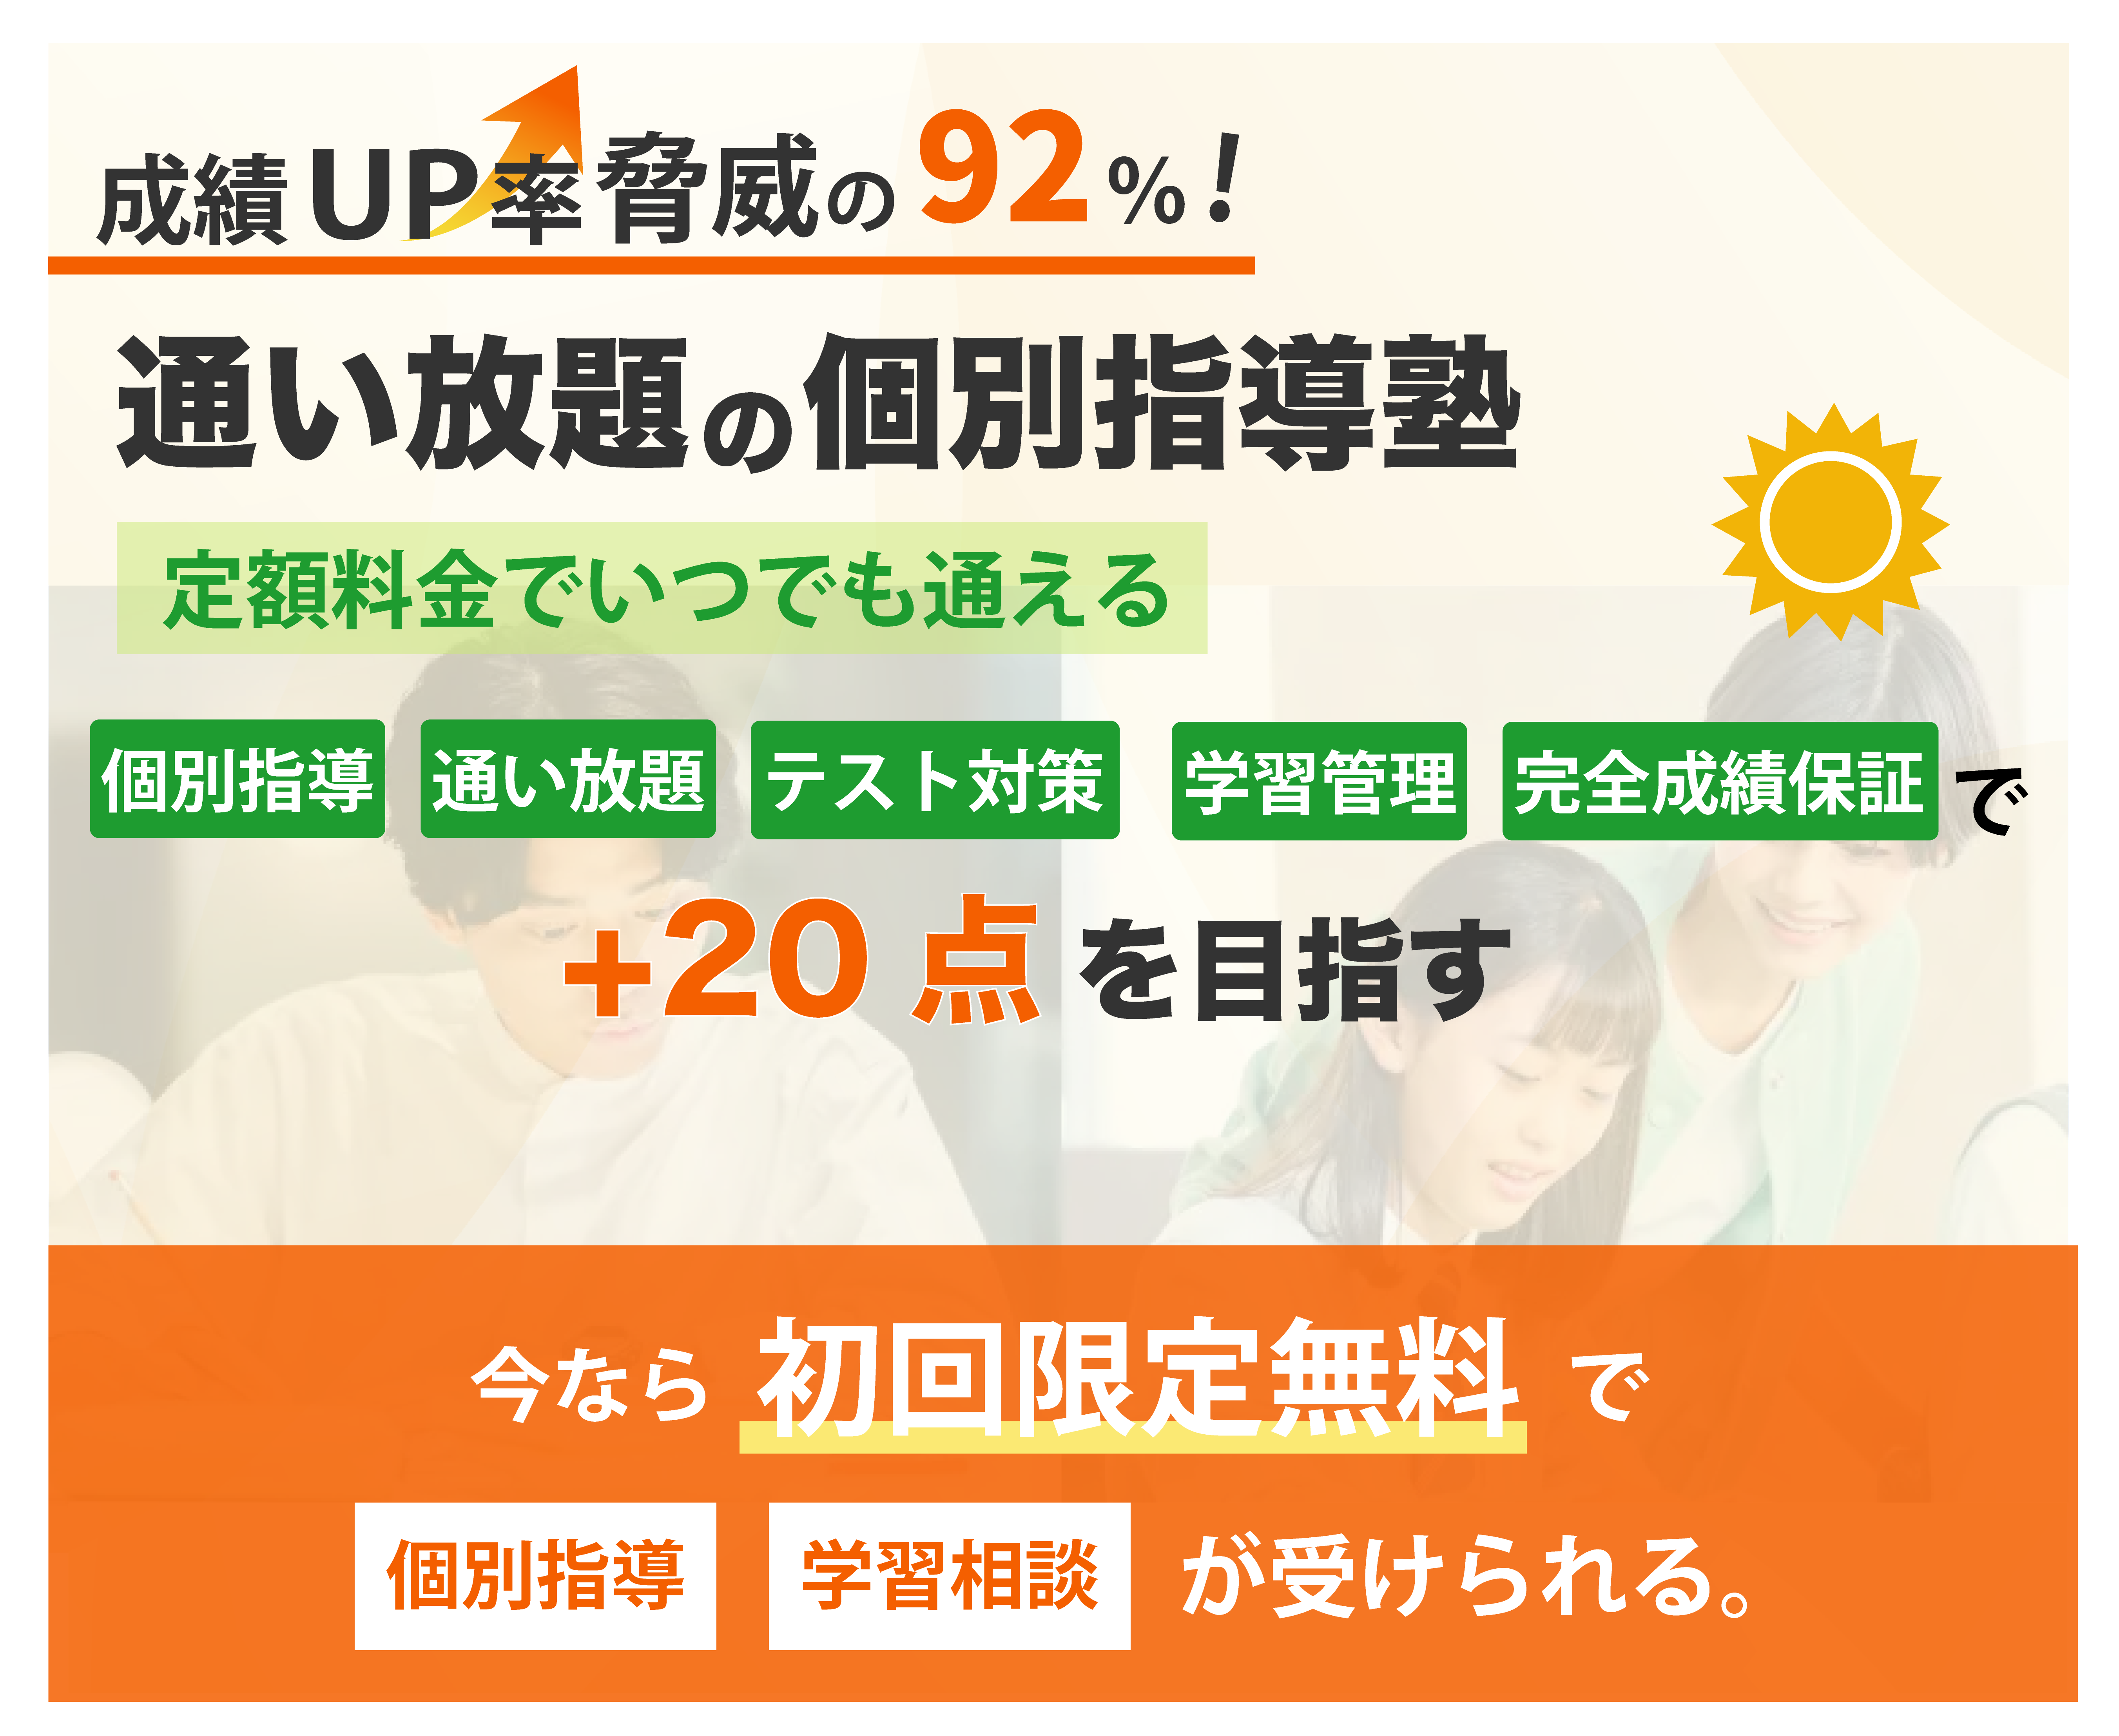 成績UP率脅威の92%!
通い放題の個別指導塾
定額料金でいつでも通える
個別指導 通い放題 テスト対策 学習管理 完全成績保証で
+20点を目指す
今なら初回限定無料で
個別指導 学習相談 が受けられる。